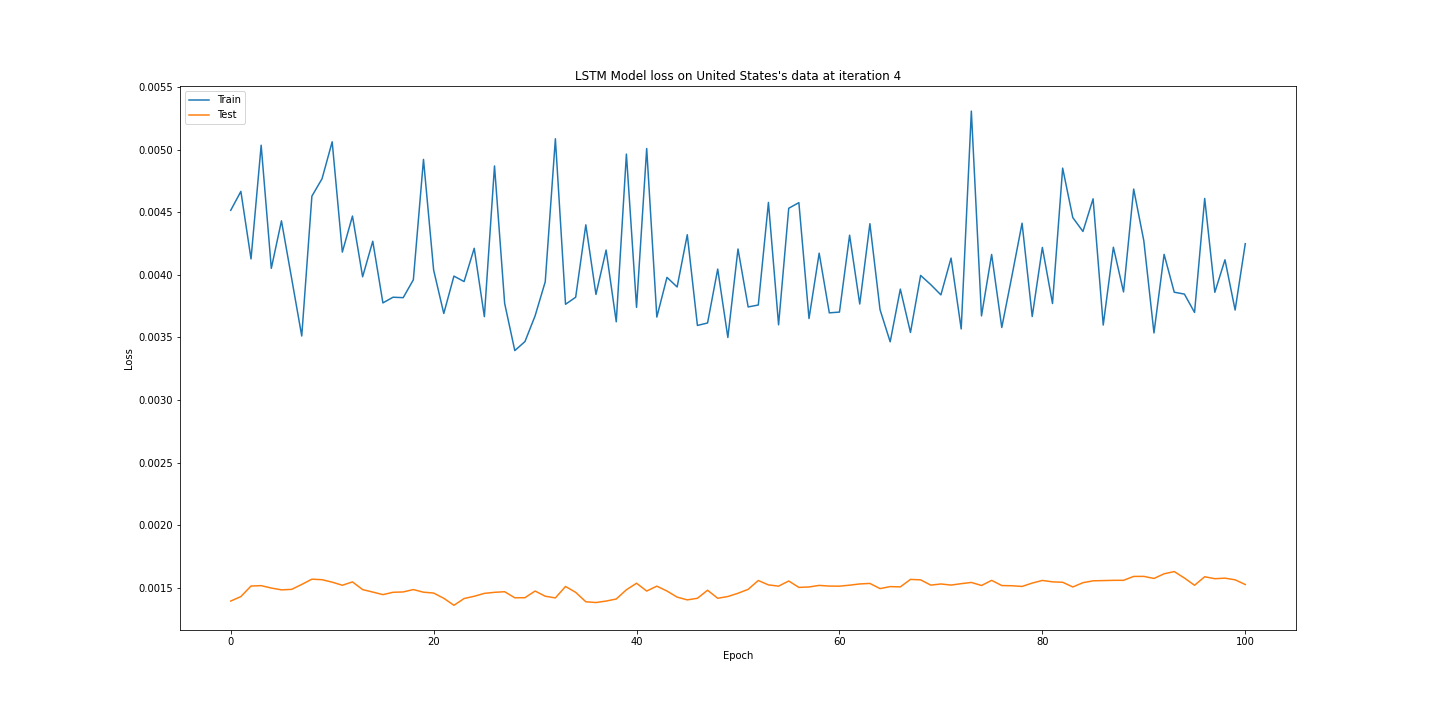 LSTM Model loss on United States's data at iteration 4
Train
Test
0.0055
0.0050
0.0045
0.0040
0.0035
0.0030
0.0025
0.0020
0.0015
Loss
0 20 40 60 80 100
Epoch